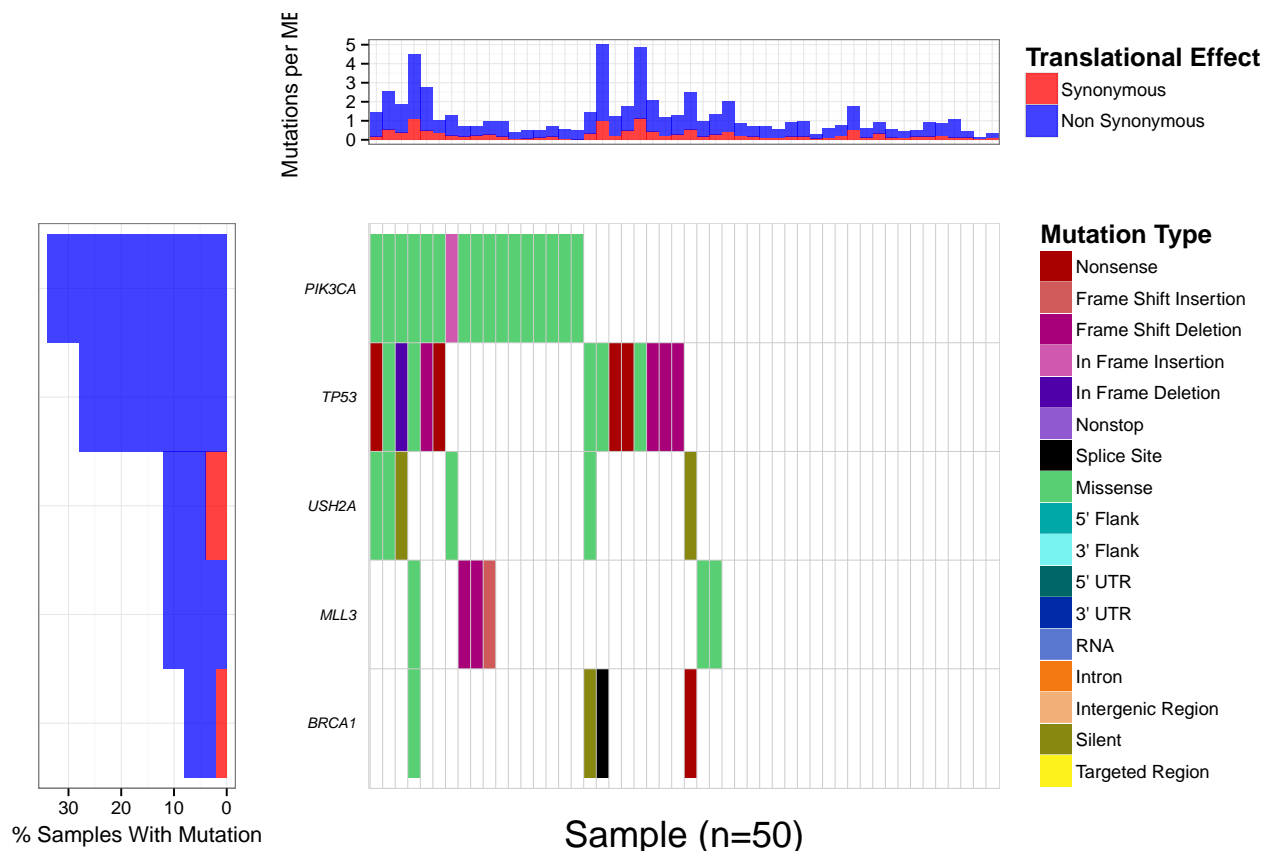 Mutations per MB
5
4
3
2
1
0
Translational Effect
Synonymous
Non Synonymous
PIK3CA
TP53
USH2A
MLL3
BRCA1
30 20 10 0
% Samples With Mutation
Sample (n=50)
Mutation Type
Nonsense
Frame Shift Insertion
Frame Shift Deletion
In Frame Insertion
In Frame Deletion
Nonstop
Splice Site
Missense
5' Flank
3' Flank
5' UTR
3' UTR
RNA
Intron
Intergenic Region
Silent
Targeted Region